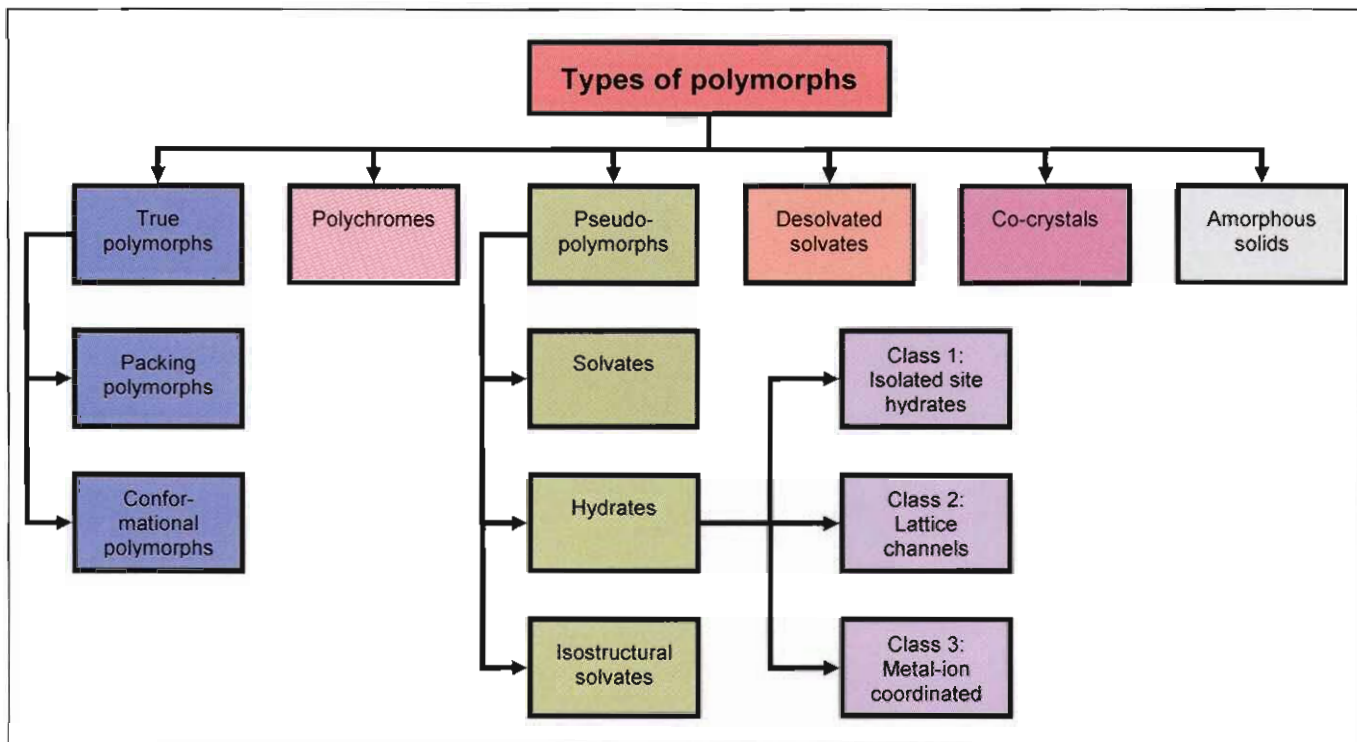 Types of polymorphs
True
polymorphs
Polychromes
Pseudo-
polymorphs
Desolvated
solvates
Co-crystals
Amorphous
solids
Packing
polymorphs
Solvates
Class 1:
Isolated site
hydrates
Confor-
mational
polymorphs
Hydrates
Class 2:
Lattice
channels
Isostructural
solvates
Class 3:
Metal-ion
coordinated